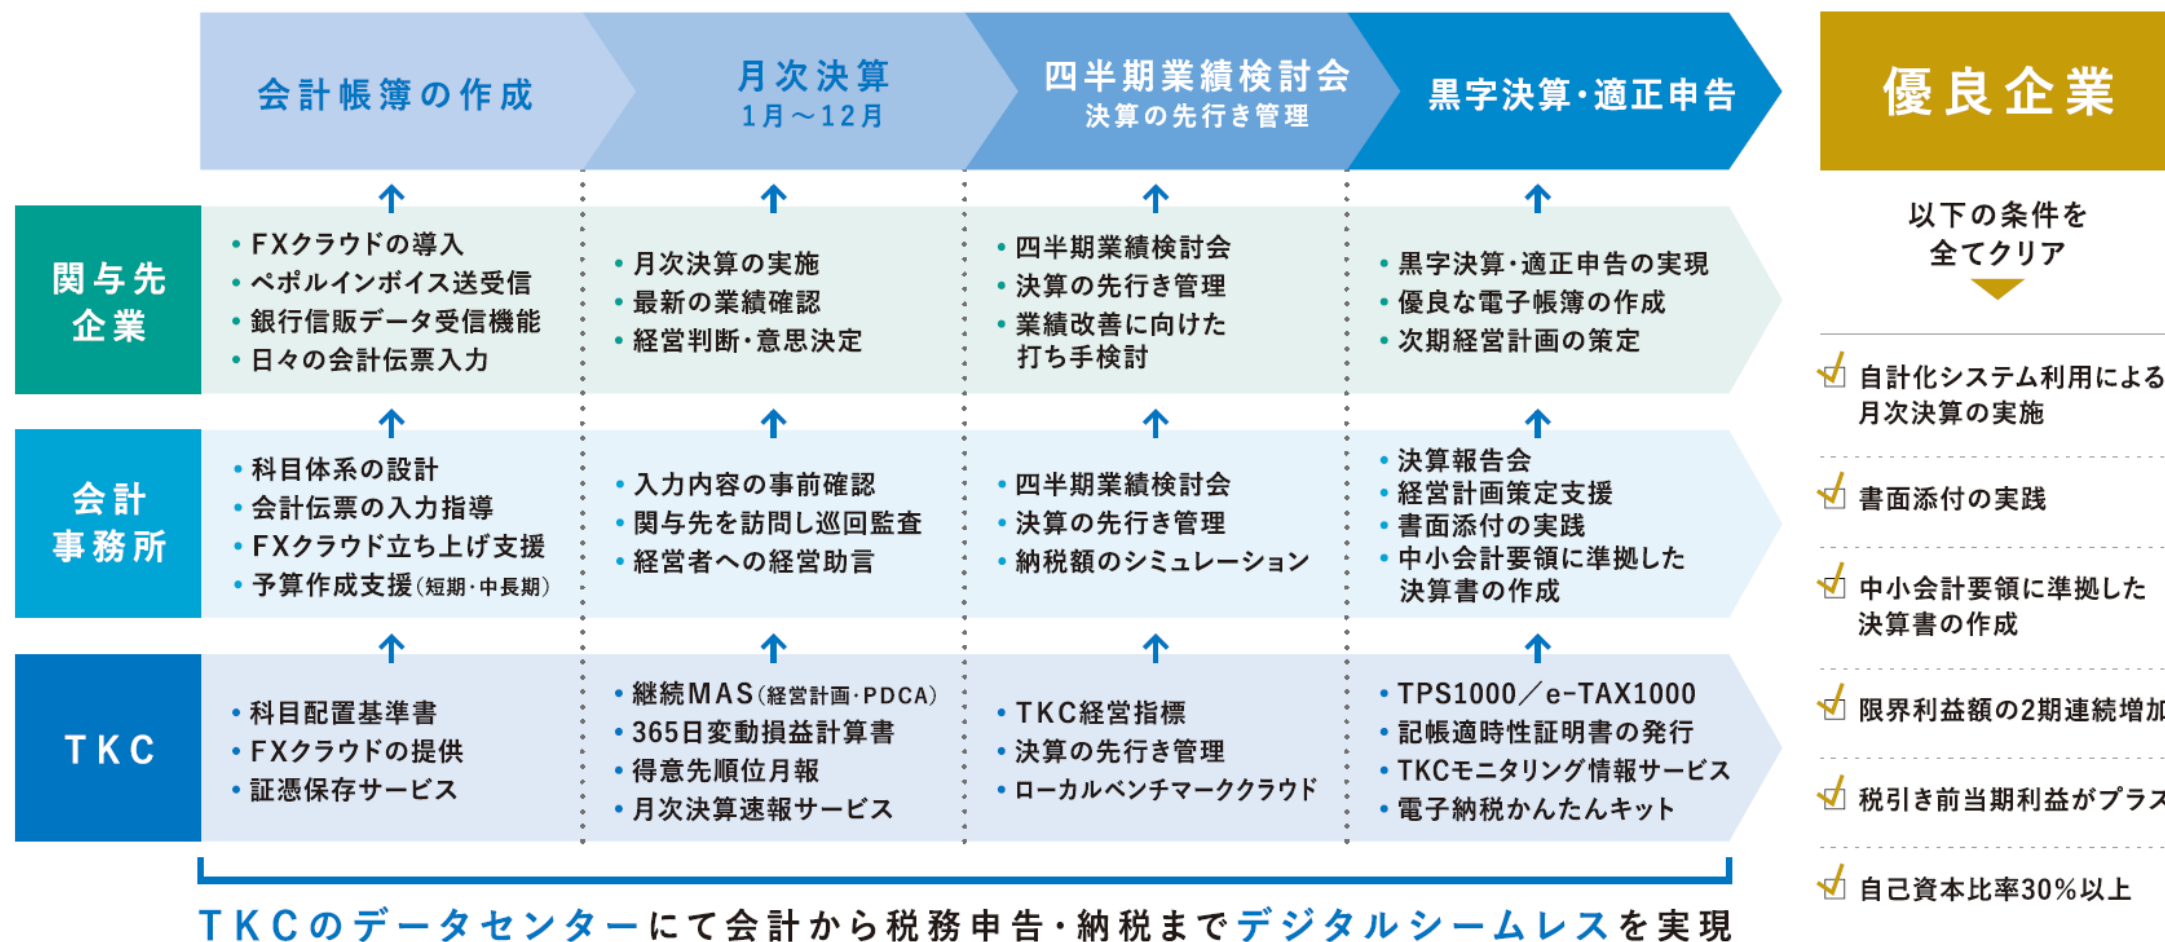 会計帳簿の作成
月次決算
1月〜12月
四半期業績検討会
決算の先行き管理
黒字決算・適正申告
優良企業
関与先
企業
• FXクラウドの導入
• ペポルインボイス送受信
• 銀行信販データ受信機能
• 日々の会計伝票入力
• 月次決算の実施
• 最新の業績確認
• 経営判断・意思決定
• 四半期業績検討会
• 決算の先行き管理
• 業績改善に向けた
打ち手検討
• 黒字決算・適正申告の実現
• 優良な電子帳簿の作成
• 次期経営計画の策定
会計
事務所
• 科目体系の設計
• 会計伝票の入力指導
• FXクラウド立ち上げ支援
• 予算作成支援(短期・中長期)
• 入力内容の事前確認
• 関与先を訪問し巡回監査
• 経営者への経営助言
• 四半期業績検討会
• 決算の先行き管理
• 納税額のシミュレーション
• 決算報告会
• 経営計画策定支援
• 書面添付の実践
• 中小会計要領に準拠した
決算書の作成
TKC
• 科目配置基準書
• FXクラウドの提供
• 証憑保存サービス
• 継続MAS(経営計画・PDCA)
• 365日変動損益計算書
• 得意先順位月報
• 月次決算速報サービス
• TKC経営指標
• 決算の先行き管理
• ローカルベンチマーククラウド
• TPS1000/e-TAX1000
• 記帳適時性証明書の発行
• TKCモニタリング情報サービス
• 電子納税かんたんキット
TKCのデータセンターにて会計から税務申告・納税までデジタルシームレスを実現
以下の条件を
全てクリア
自計化システム利用による
月次決算の実施
書面添付の実践
中小会計要領に準拠した
決算書の作成
限界利益額の2期連続増加
税引き前当期利益がプラス
自己資本比率30%以上